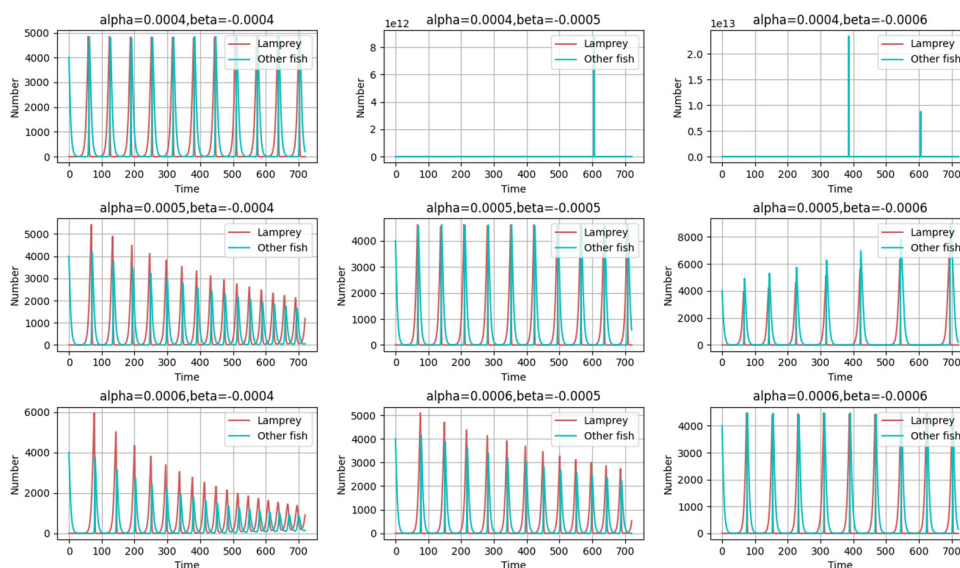 alpha=0.0004,beta=-0.0004
5000
4000
3000
2000
1000
0
Number
Lamprey
Other fish
0 100 200 300 400 500 600 700
Time
alpha=0.0004,beta=-0.0005
1e12
8
6
4
2
0
Number
Lamprey
Other fish
0 100 200 300 400 500 600 700
Time
alpha=0.0004,beta=-0.0006
1e13
2.0
1.5
1.0
0.5
0.0
Number
Lamprey
Other fish
0 100 200 300 400 500 600 700
Time
alpha=0.0005,beta=-0.0004
5000
4000
3000
2000
1000
0
Number
Lamprey
Other fish
0 100 200 300 400 500 600 700
Time
alpha=0.0005,beta=-0.0005
4000
3000
2000
1000
0
Number
Lamprey
Other fish
0 100 200 300 400 500 600 700
Time
alpha=0.0005,beta=-0.0006
8000
6000
4000
2000
0
Number
Lamprey
Other fish
0 100 200 300 400 500 600 700
Time
alpha=0.0006,beta=-0.0004
6000
4000
2000
0
Number
Lamprey
Other fish
0 100 200 300 400 500 600 700
Time
alpha=0.0006,beta=-0.0005
5000
4000
3000
2000
1000
0
Number
Lamprey
Other fish
0 100 200 300 400 500 600 700
Time
alpha=0.0006,beta=-0.0006
4000
3000
2000
1000
0
Number
Lamprey
Other fish
0 100 200 300 400 500 600 700
Time